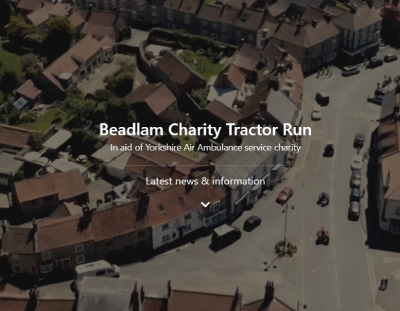 Beadlam Charity Tractor Run
In aid of Yorkshire Air Ambulance service charity
Latest news & information